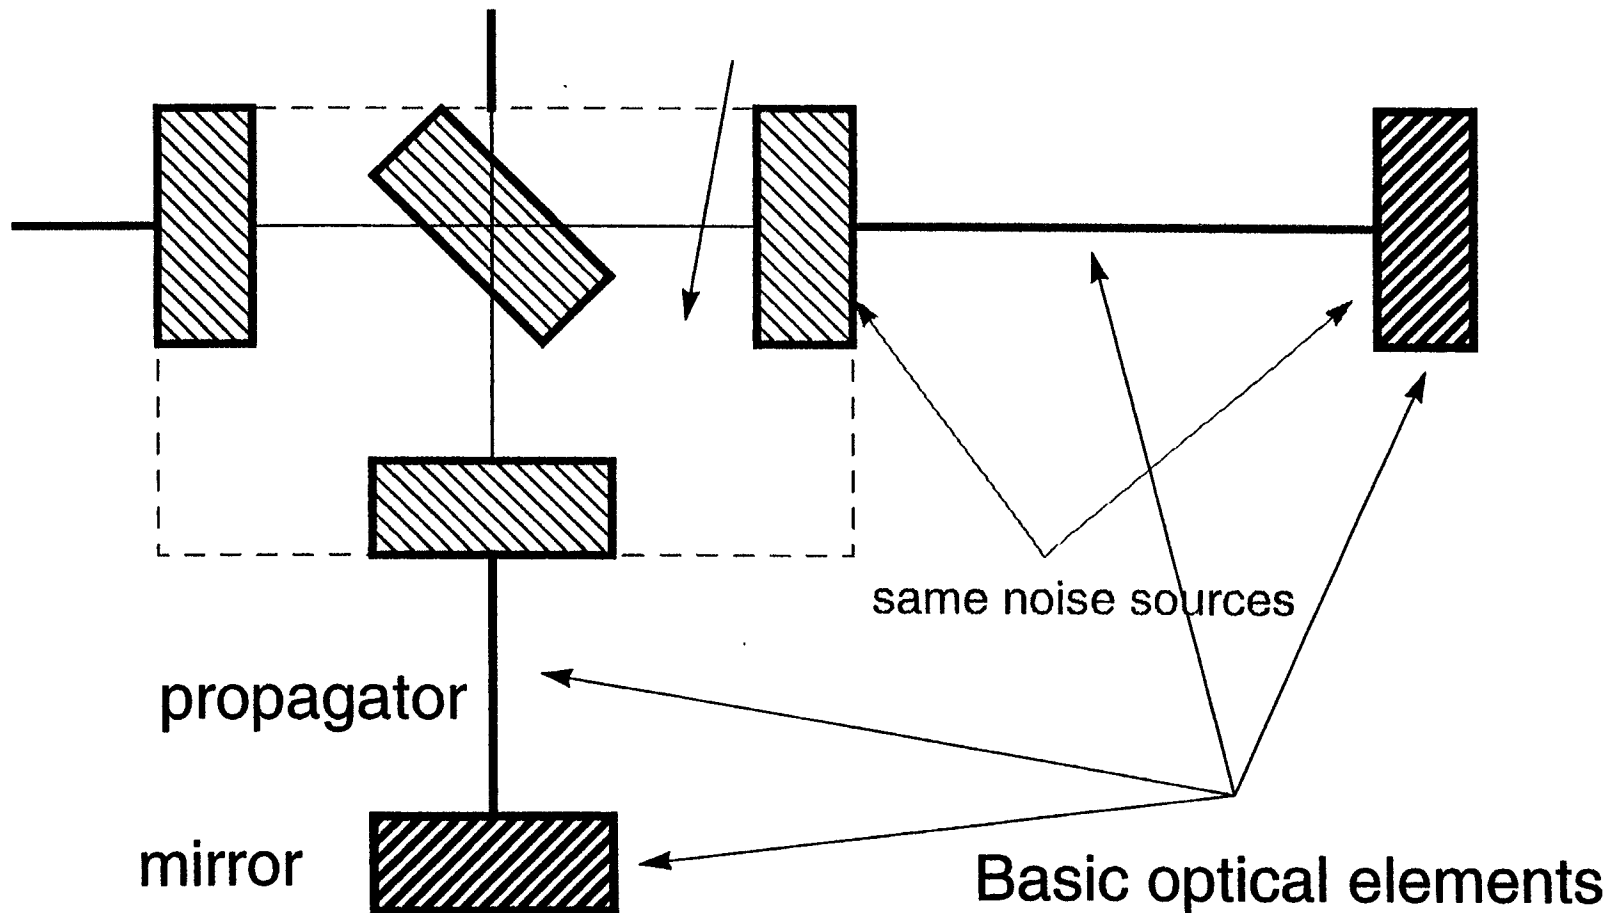 same noise sources
propagator
mirror
Basic optical elements